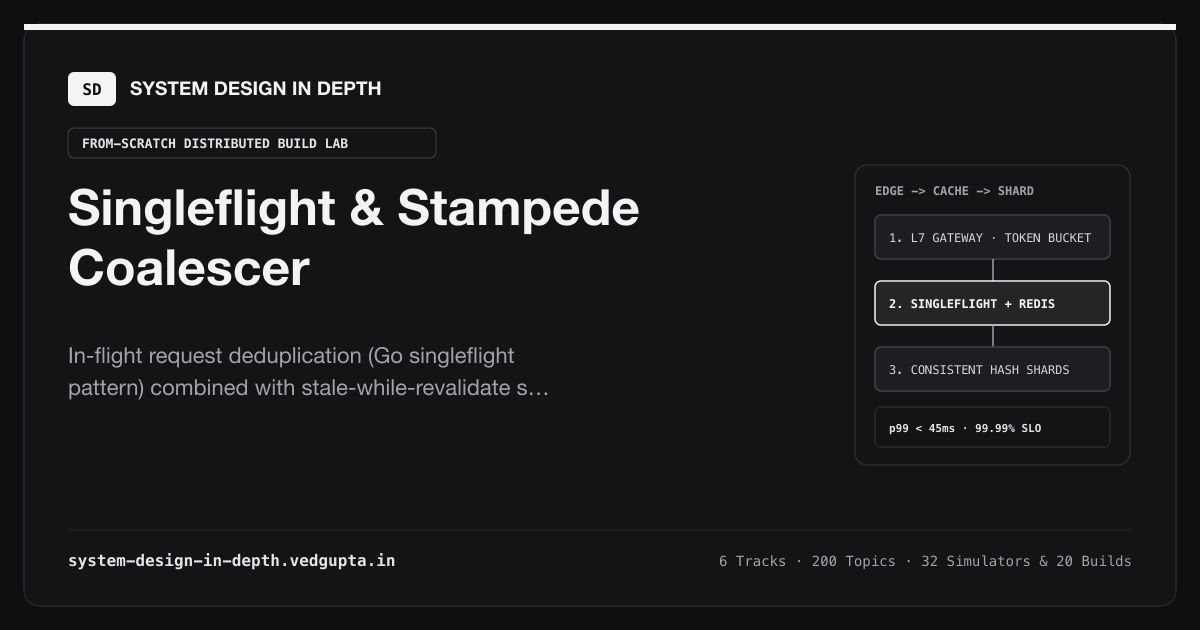 SD
SYSTEM DESIGN IN DEPTH
FROM-SCRATCH DISTRIBUTED BUILD LAB
Singleflight & Stampede
Coalescer
In-flight request deduplication (Go singleflight
pattern) combined with stale-while-revalidate s…
EDGE -> CACHE -> SHARD
1. L7 GATEWAY · TOKEN BUCKET
2. SINGLEFLIGHT + REDIS
3. CONSISTENT HASH SHARDS
p99 < 45ms · 99.99% SLO
system-design-in-depth.vedgupta.in
6 Tracks · 200 Topics · 32 Simulators & 20 Builds